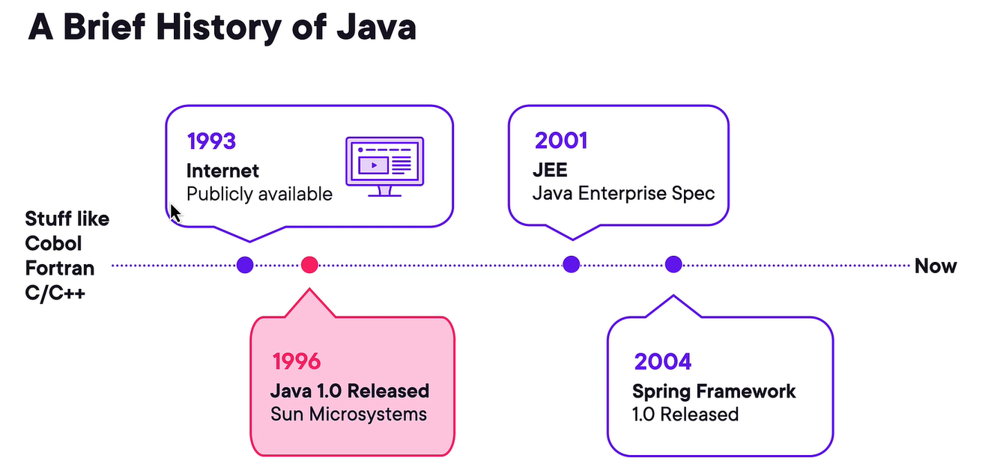 A Brief History of Java
1993
Internet
Publicly available
2001
JEE
Java Enterprise Spec
Stuff like
Cobol
Fortran
C/C++
Now
1996
Java 1.0 Released
Sun Microsystems
2004
Spring Framework
1.0 Released